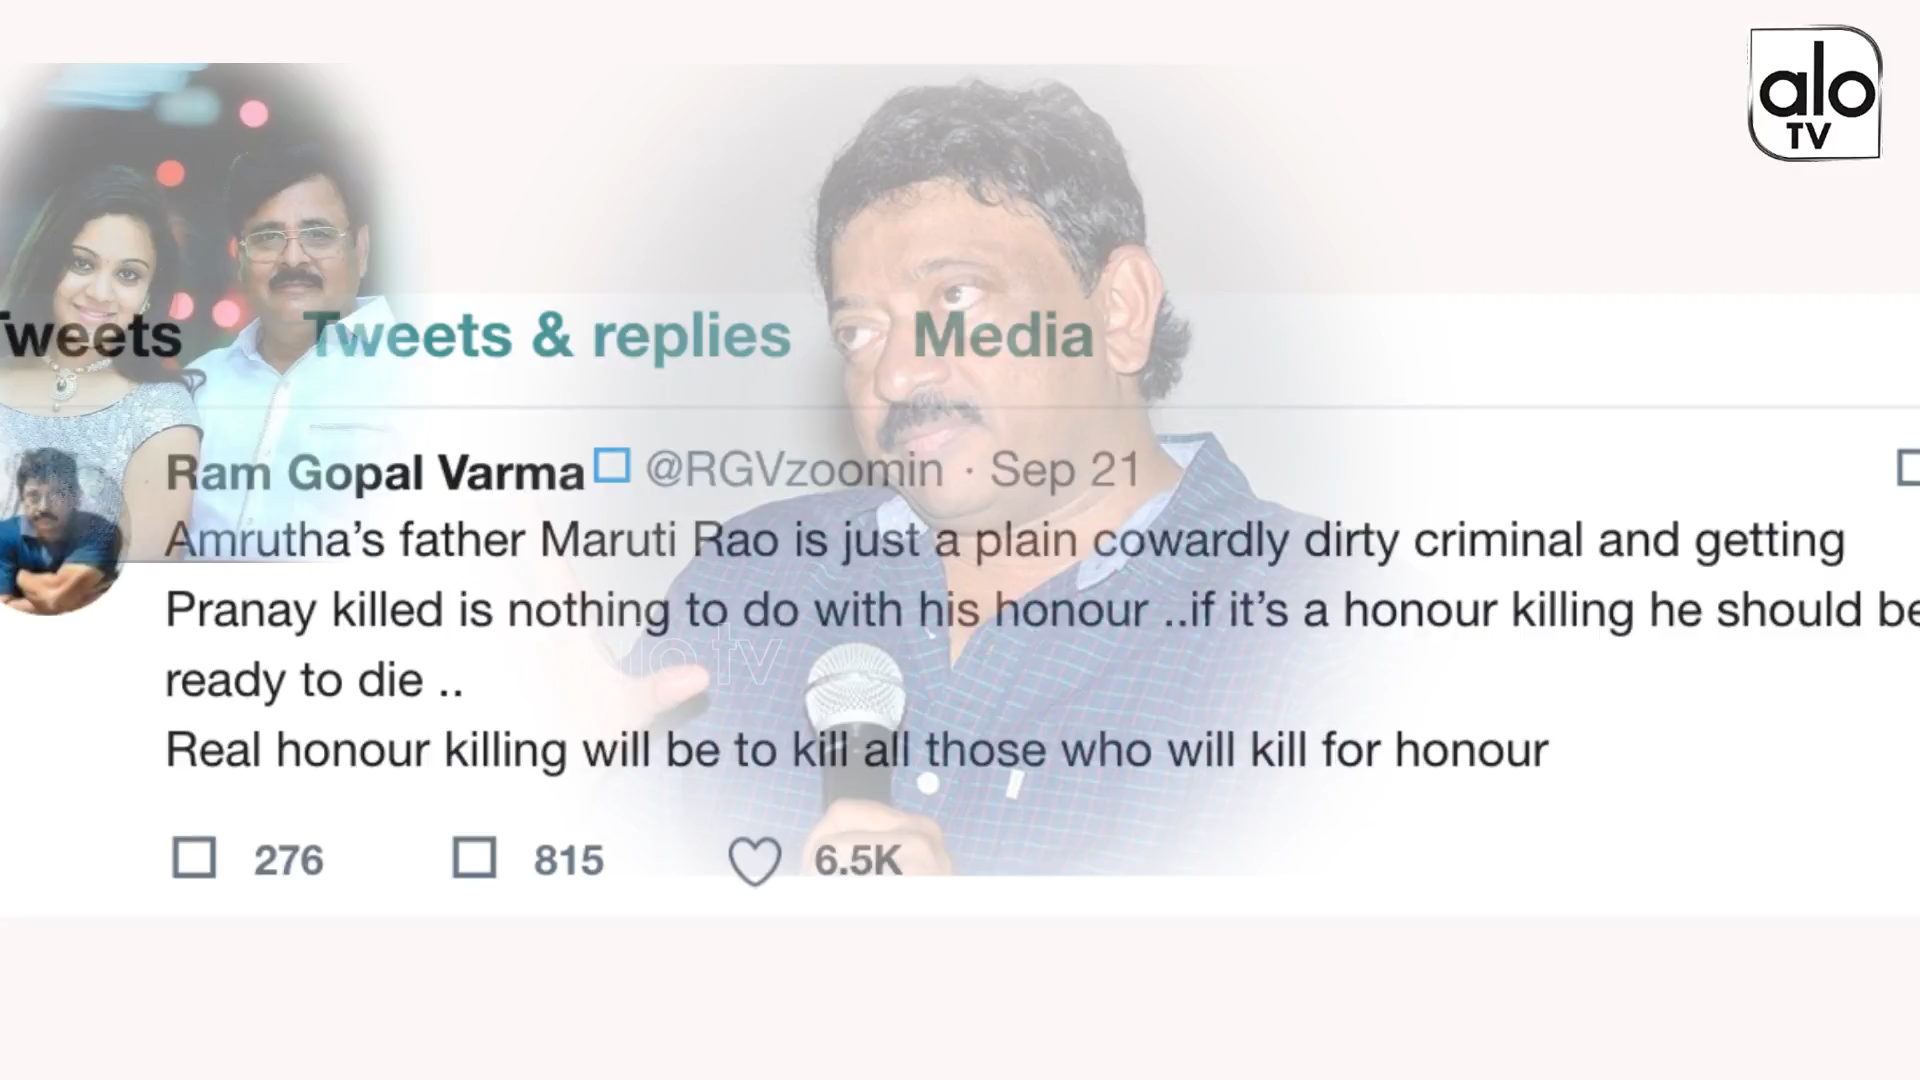 alo
TV
Tweets Tweets & replies Media
Ram Gopal Varma @RGVzoomin · Sep 21
Amrutha’s father Maruti Rao is just a plain cowardly dirty criminal and getting
Pranay killed is nothing to do with his honour ..if it’s a honour killing he should be
ready to die ..
alo tv
Real honour killing will be to kill all those who will kill for honour
276 815 6.5K